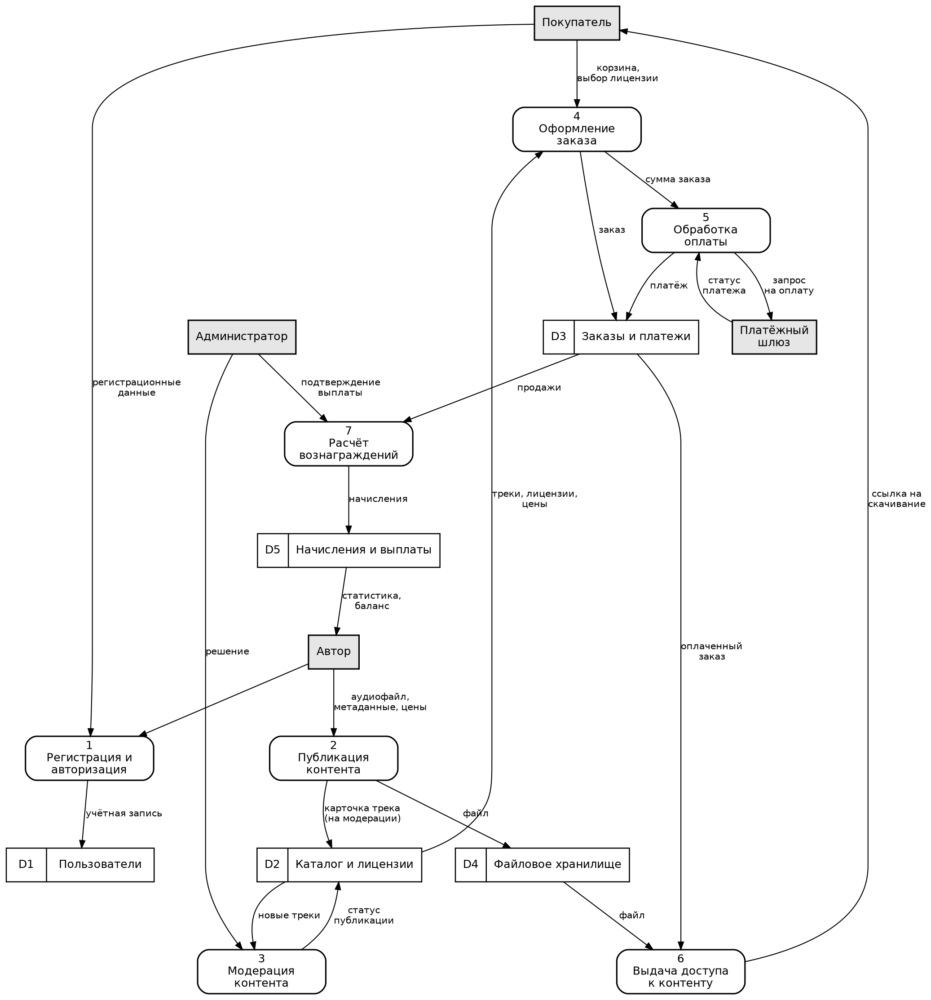 Покупатель
корзина,
выбор лицензии
4
Оформление
заказа
сумма заказа
5
Обработка
оплаты
заказ
платёж
статус
платежа
запрос
на оплату
Администратор
D3
Заказы и платежи
Платёжный
шлюз
регистрационные
данные
подтверждение
выплаты
продажи
7
Расчёт
вознаграждений
начисления
треки, лицензии,
цены
ссылка на
скачивание
D5
Начисления и выплаты
статистика,
баланс
решение
Автор
оплаченный
заказ
аудиофайл,
метаданные, цены
1
Регистрация и
авторизация
2
Публикация
контента
учётная запись
карточка трека
(на модерации)
файл
D1
Пользователи
D2
Каталог и лицензии
D4
Файловое хранилище
новые треки
статус
публикации
файл
3
Модерация
контента
6
Выдача доступа
к контенту